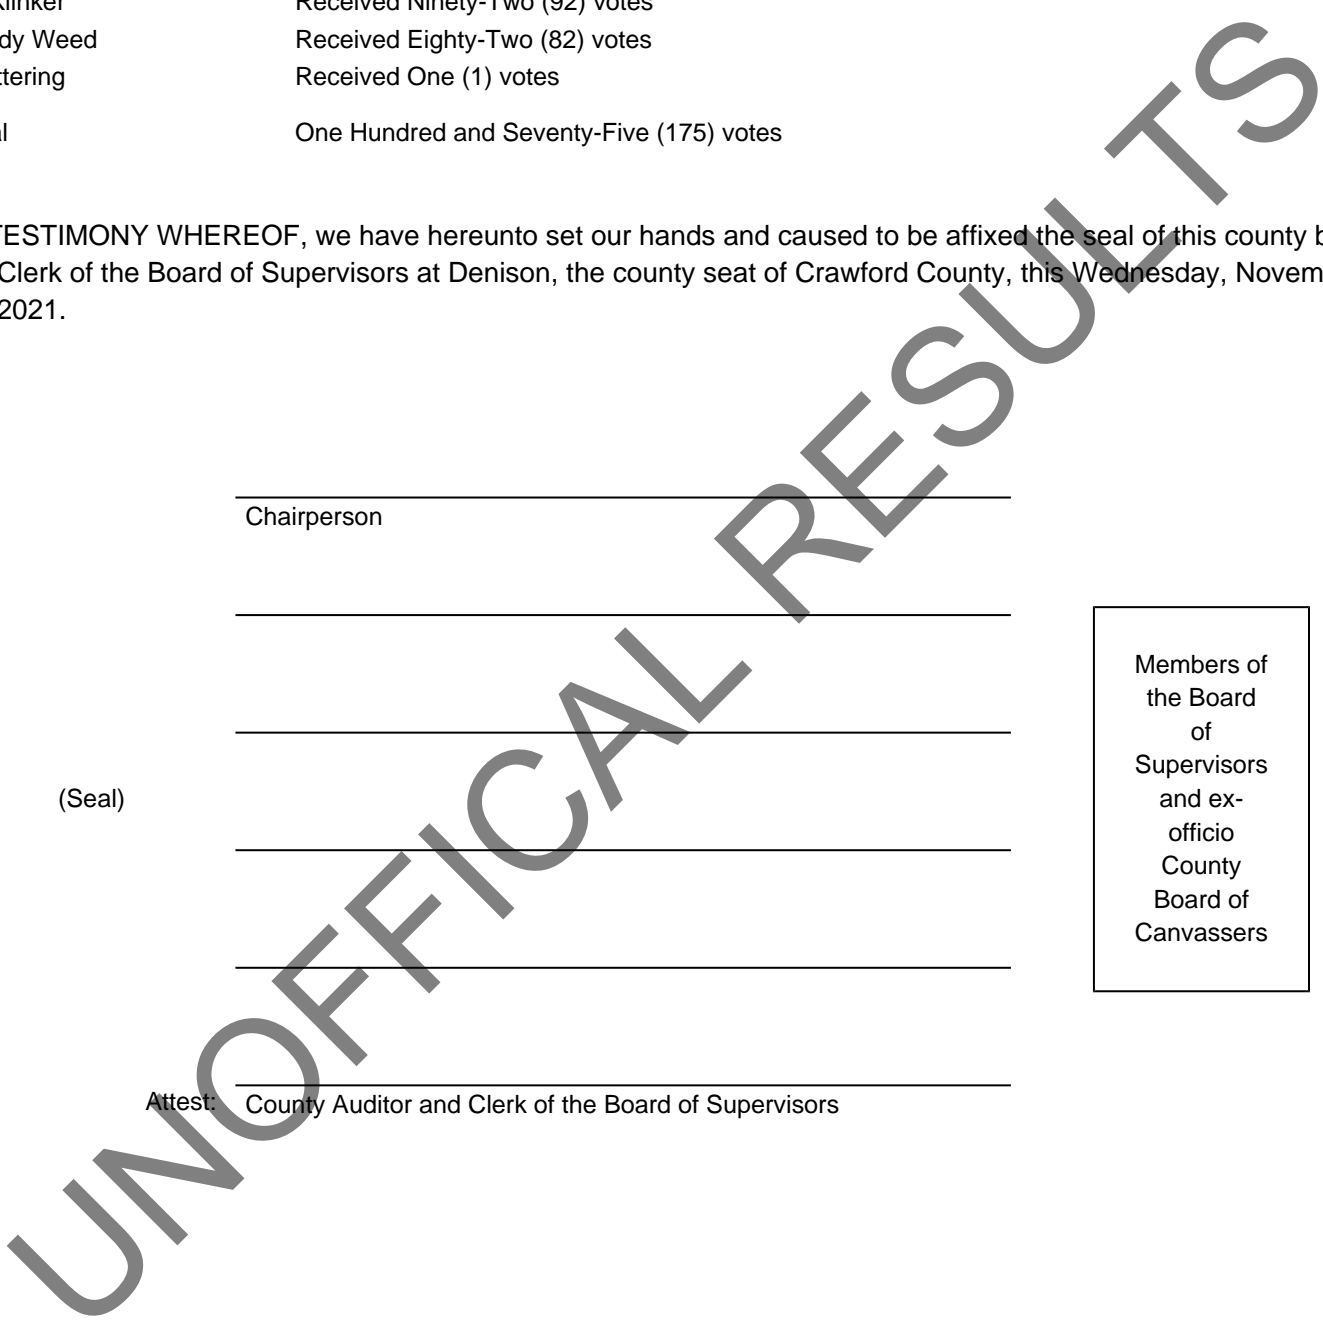 Klinker Received Ninety-Two (92) votes
dy Weed Received Eighty-Two (82) votes
ttering Received One (1) votes
al One Hundred and Seventy-Five (175) votes
TESTIMONY WHEREOF, we have hereunto set our hands and caused to be affixed the seal of this county b
Clerk of the Board of Supervisors at Denison, the county seat of Crawford County, this Wednesday, Novem
2021.
Chairperson
Members of
the Board
of
Supervisors
and ex-
officio
County
Board of
Canvassers
(Seal)
Attest: County Auditor and Clerk of the Board of Supervisors
UNOFFICAL RESULTS